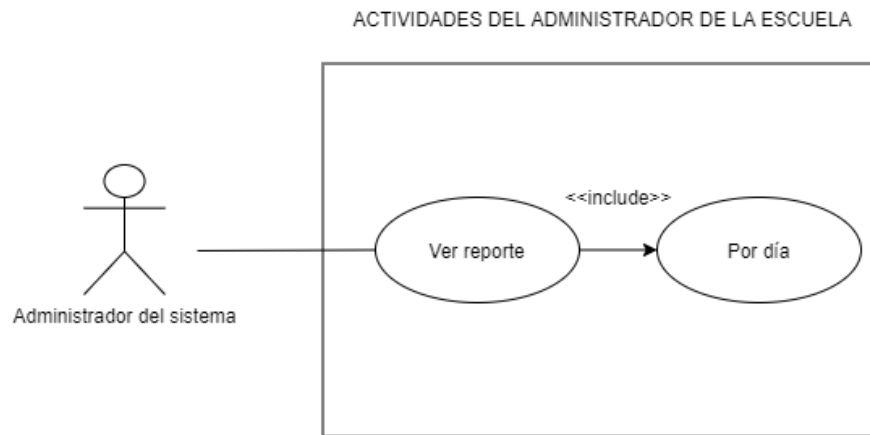 ACTIVIDADES DEL ADMINISTRADOR DE LA ESCUELA
<<include>>
Ver reporte
Por día
Administrador del sistema